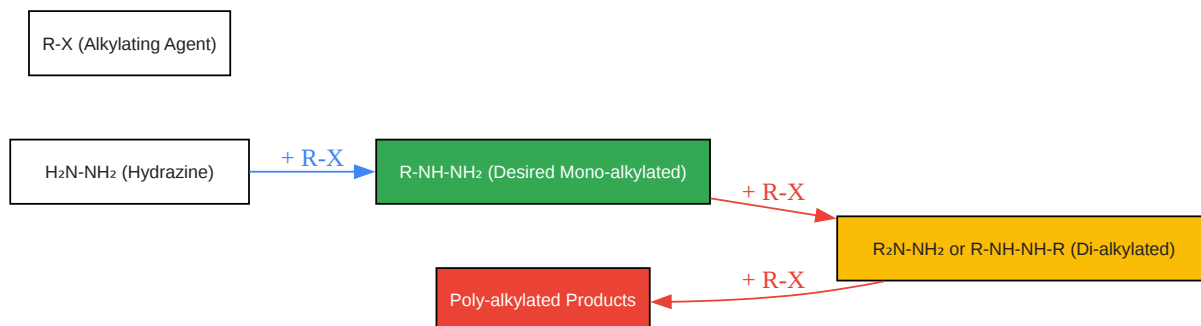 R-X (Alkylating Agent)
H₂N-NH₂ (Hydrazine)
+ R-X
R-NH-NH₂ (Desired Mono-alkylated)
+ R-X
R₂N-NH₂ or R-NH-NH-R (Di-alkylated)
+ R-X
Poly-alkylated Products